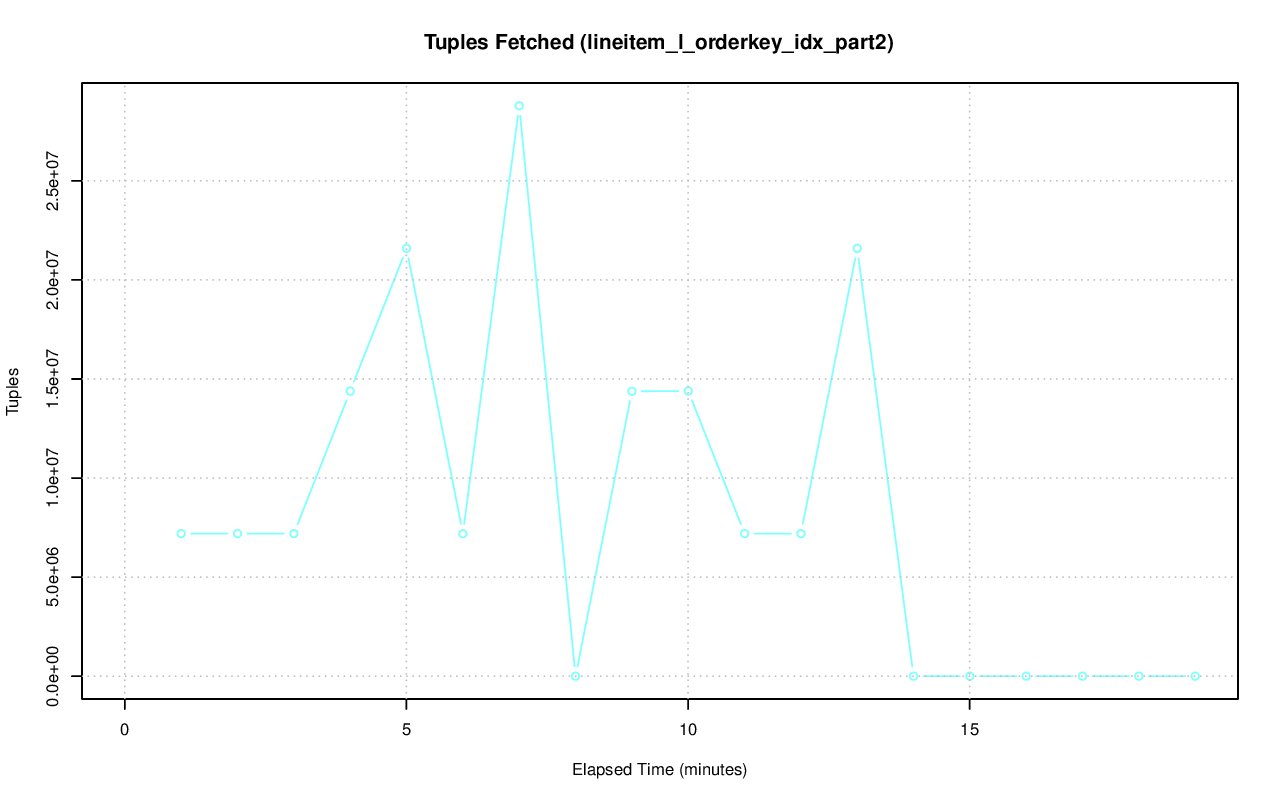 Tuples Fetched (lineitem_l_orderkey_idx_part2)
Tuples
2.5e+07
2.0e+07
1.5e+07
1.0e+07
5.0e+06
0.0e+00
0 5 10 15
Elapsed Time (minutes)